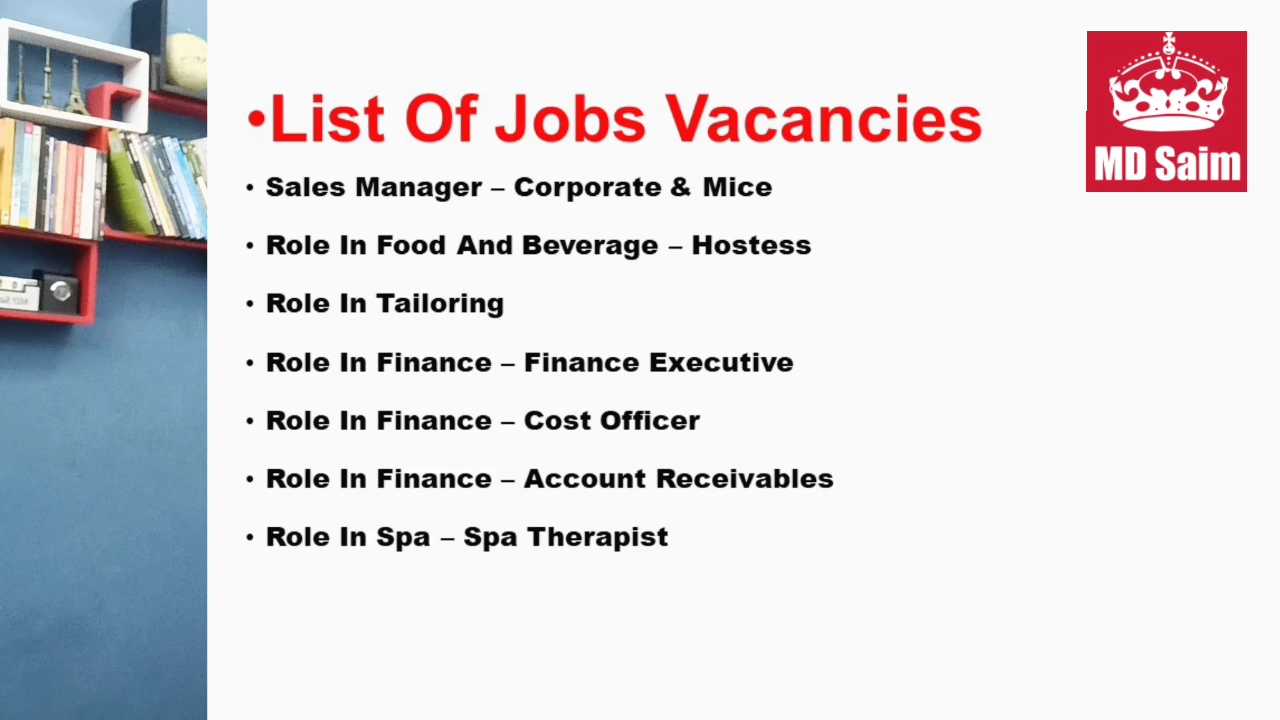 •List Of Jobs Vacancies
MD Saim
• Sales Manager – Corporate & Mice
• Role In Food And Beverage – Hostess
• Role In Tailoring
• Role In Finance – Finance Executive
• Role In Finance – Cost Officer
• Role In Finance – Account Receivables
• Role In Spa – Spa Therapist